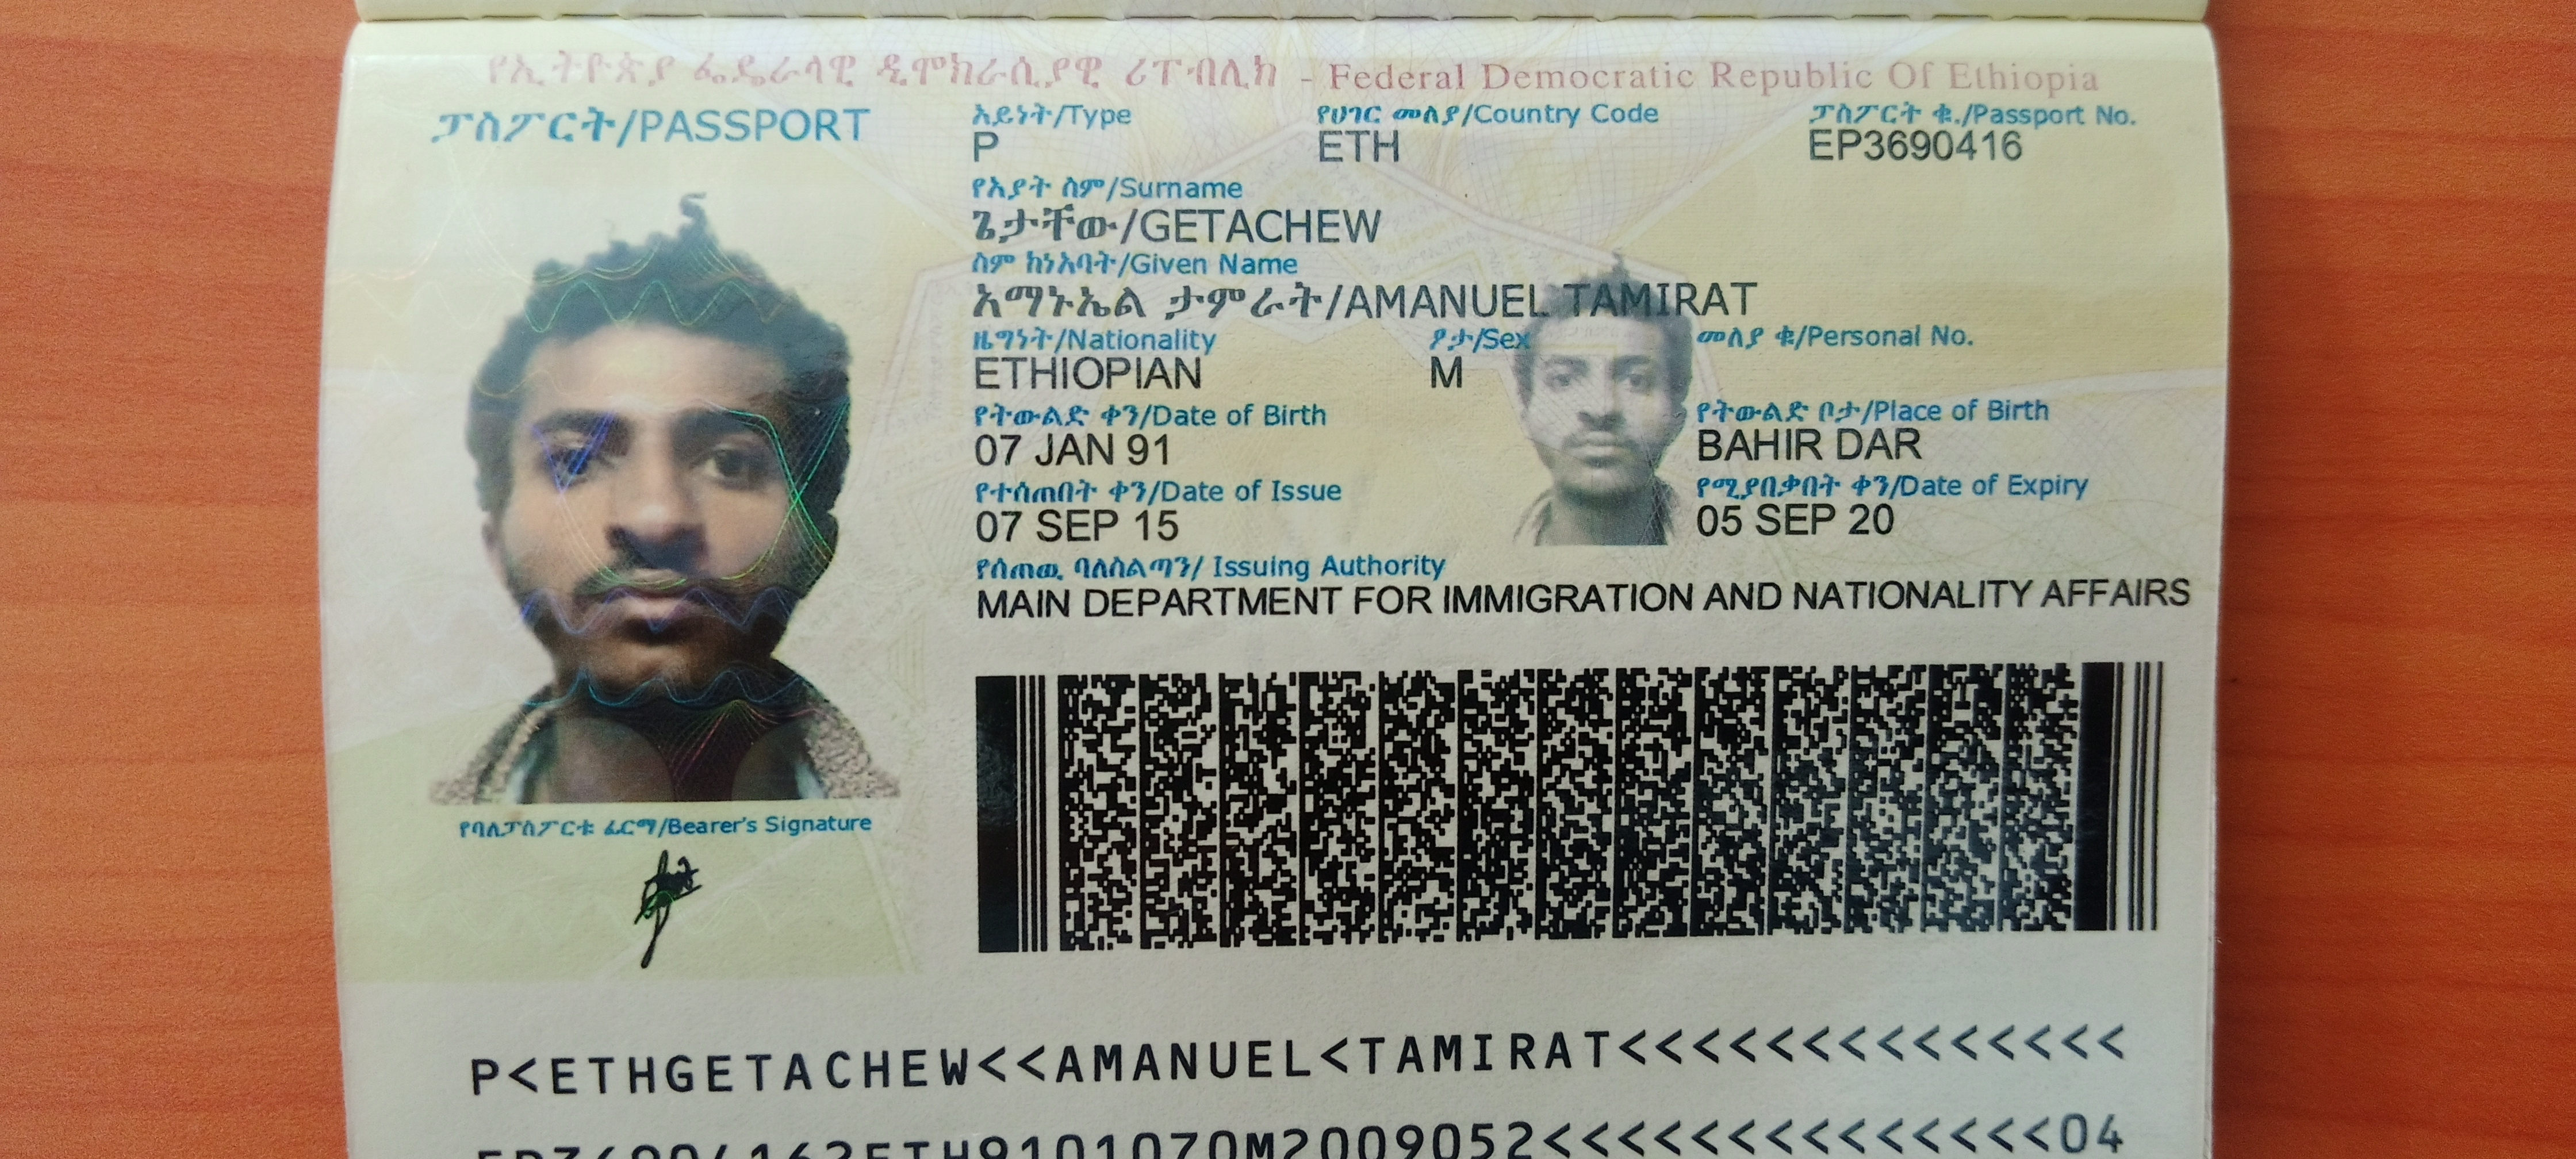 የኢትዮጵያ ፌዴራላዊ ዲሞክራሲያዊ ሪፐብሊክ - Federal Democratic Republic Of Ethiopia
ፓስፖርት/PASSPORT
አይነት/Type የሀገር መለያ/Country Code ፓስፖርት ቁ./Passport No.
P ETH EP3690416
የአያት ስም/Surname
ጌታቸው/GETACHEW
ስም ከነአባት/Given Name
አማኑኤል ታምራት/AMANUEL TAMIRAT
ዜግነት/Nationality ፆታ/Sex መለያ ቁ/Personal No.
ETHIOPIAN M
የትውልድ ቀን/Date of Birth የትውልድ ቦታ/Place of Birth
07 JAN 91 BAHIR DAR
የተሰጠበት ቀን/Date of Issue የሚያበቃበት ቀን/Date of Expiry
07 SEP 15 05 SEP 20
የሰጠዉ ባለስልጣን/ Issuing Authority
MAIN DEPARTMENT FOR IMMIGRATION AND NATIONALITY AFFAIRS
የባለፓስፖርቱ ፊርማ/Bearer's Signature
P<ETHGETACHEW<<AMANUEL<TAMIRAT<<<<<<<<<<<<<<
EP36904162ETH9101070M2009052<<<<<<<<<<<<<<04